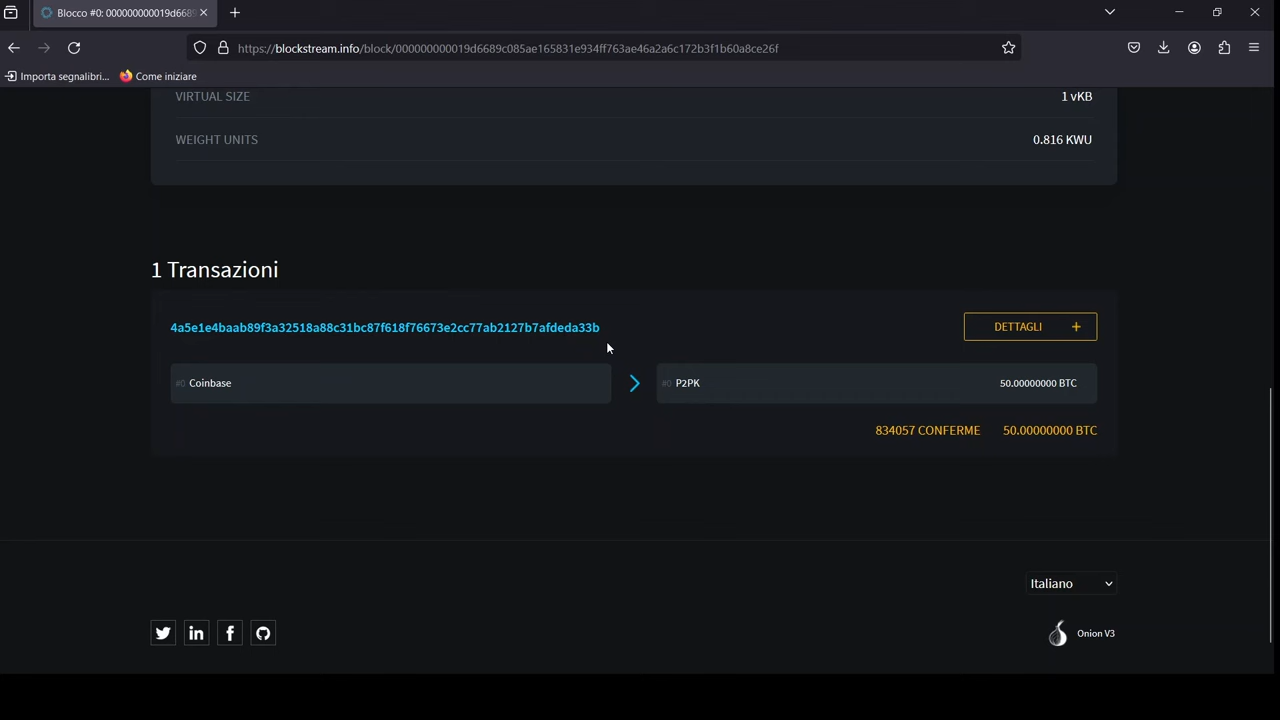 Blocco #0: 000000000019d668
https://blockstream.info/block/000000000019d6689c085ae165831e934ff763ae46a2a6c172b3f1b60a8ce26f
Importa segnalibri...
Come iniziare
VIRTUAL SIZE
1 vKB
WEIGHT UNITS
0.816 KWU
1 Transazioni
4a5e1e4baab89f3a32518a88c31bc87f618f76673e2cc77ab2127b7afdeda33b
DETTAGLI +
#0 Coinbase
#0 P2PK
50.00000000 BTC
834057 CONFERME
50.00000000 BTC
Italiano
Onion V3